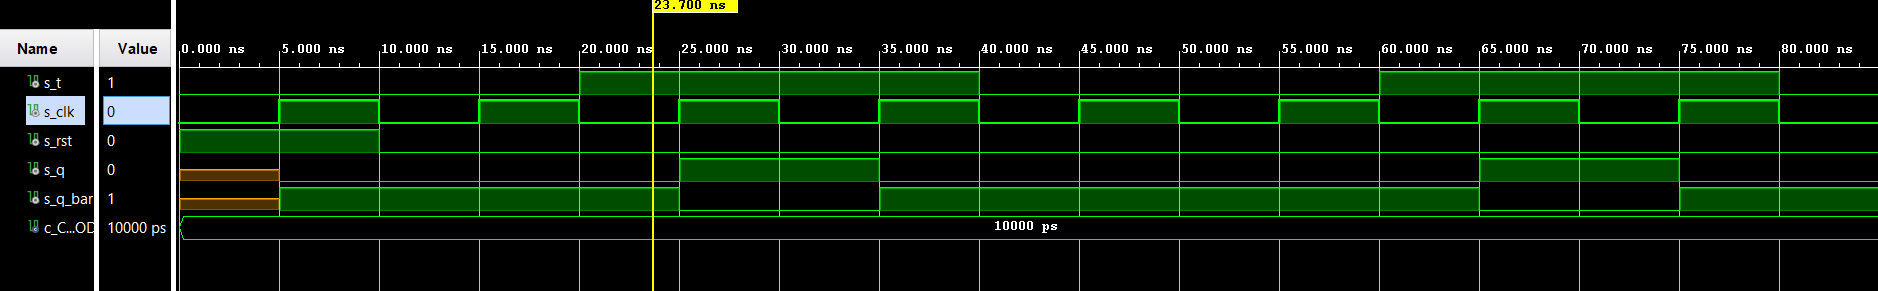 23.700 ns
Name Value
0.000 ns 5.000 ns 10.000 ns 15.000 ns 20.000 ns 25.000 ns 30.000 ns 35.000 ns 40.000 ns 45.000 ns 50.000 ns 55.000 ns 60.000 ns 65.000 ns 70.000 ns 75.000 ns 80.000 ns
s_t 1
s_clk 0
s_rst 0
s_q 0
s_q_bar 1
c_C...OD 10000 ps 10000 ps